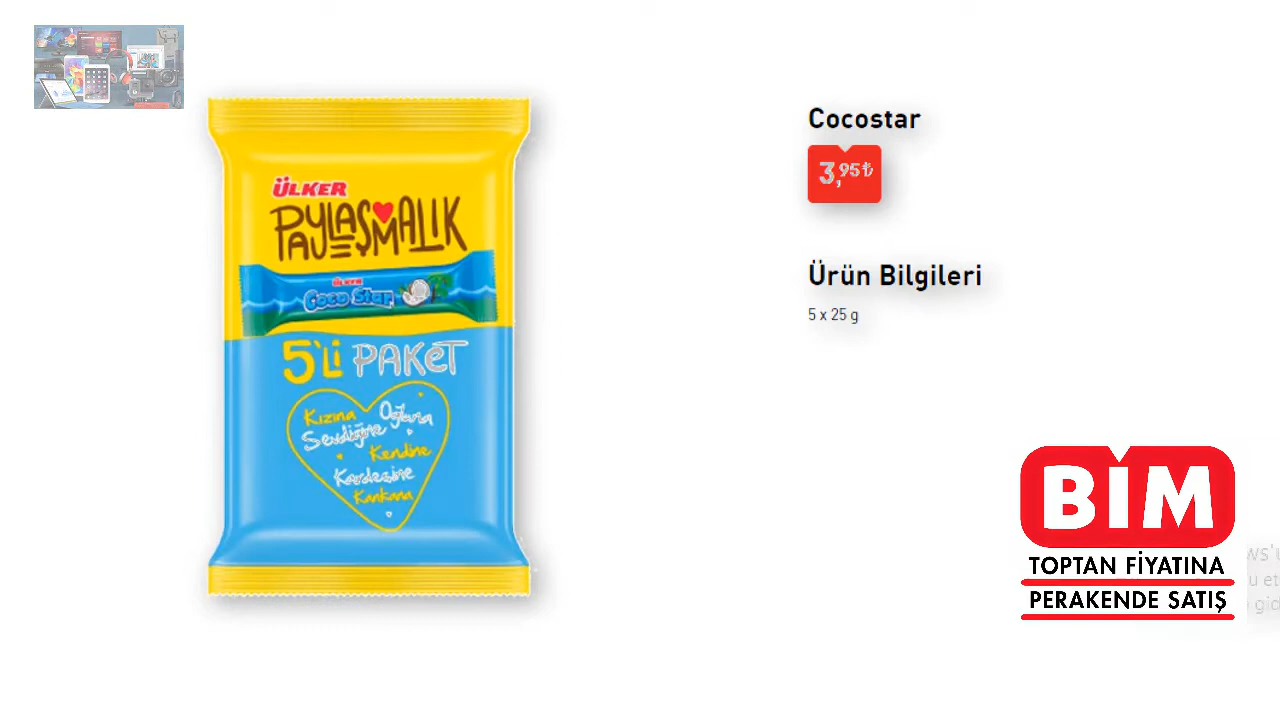 Cocostar
3,95₺
Ürün Bilgileri
5 x 25 g
ÜLKER
PAYLAŞMALIK
ÜLKER
Coco Star
5'Lİ PAKET
Kızına Oğluna
Sevdiğine
Kendine
Kardeşine
Kankana
BİM
TOPTAN FİYATINA
PERAKENDE SATIŞ